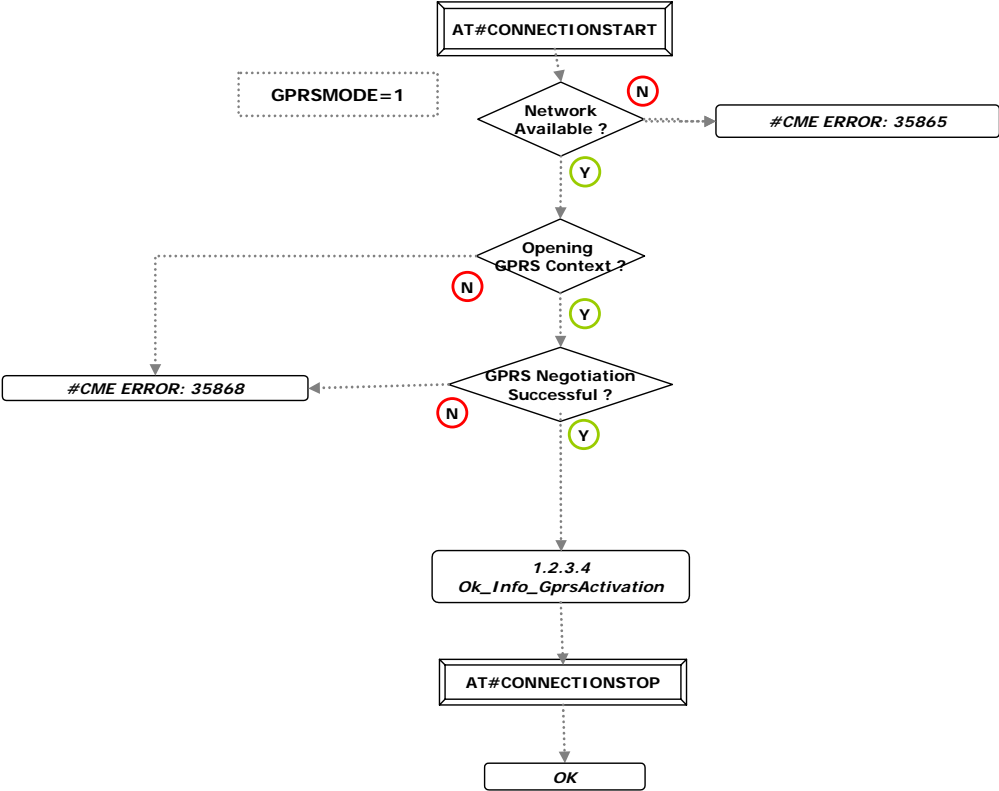 AT#CONNECTIONSTART
GPRSMODE=1
N
Network
Available ?
#CME ERROR: 35865
Y
Opening
GPRS Context ?
N
Y
GPRS Negotiation
Successful ?
#CME ERROR: 35868
N
Y
1.2.3.4
Ok_Info_GprsActivation
AT#CONNECTIONSTOP
OK